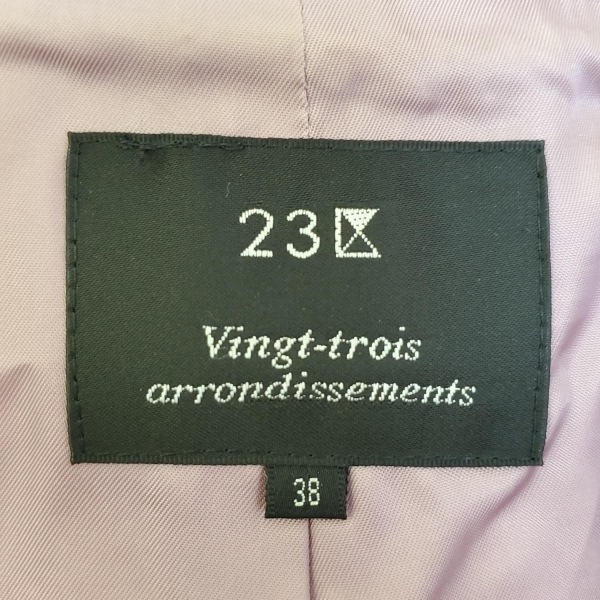 23区
Vingt-trois
arrondissements
38